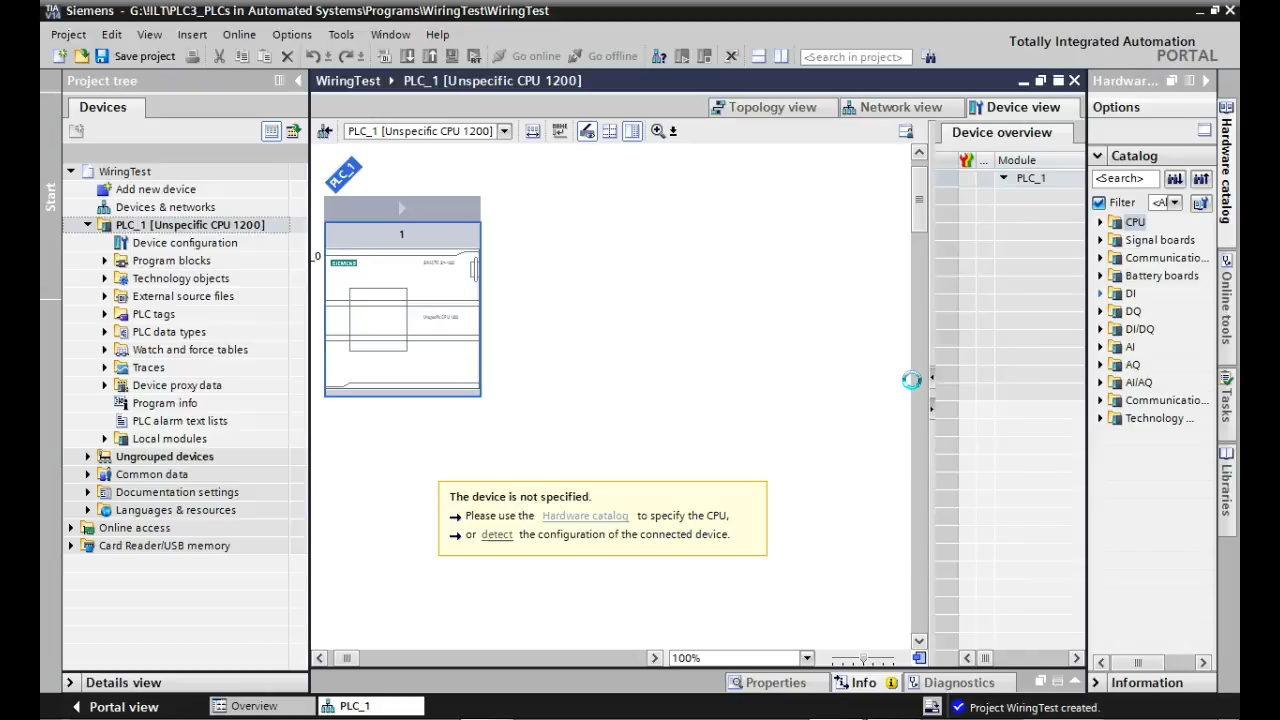 Siemens - G:\!ILT\PLC3_PLCs in Automated Systems\Programs\WiringTest\WiringTest
TIA
V14
Project Edit View Insert Online Options Tools Window Help
Totally Integrated Automation
PORTAL
Save project
Go online
Go offline
<Search in project>
Project tree
WiringTest PLC_1 [Unspecific CPU 1200]
Hardwar...
Devices
Topology view
Network view
Device view
Options
PLC_1 [Unspecific CPU 1200]
Device overview
Catalog
... Module
PLC_1
<Search>
Filter
<Al
Start
WiringTest
Add new device
Devices & networks
PLC_1 [Unspecific CPU 1200]
Device configuration
Program blocks
Technology objects
External source files
PLC tags
PLC data types
Watch and force tables
Traces
Device proxy data
Program info
PLC alarm text lists
Local modules
Ungrouped devices
Common data
Documentation settings
Languages & resources
Online access
Card Reader/USB memory
PLC_1
1
_0
SIEMENS
Unspecific CPU 1200
The device is not specified.
Please use the Hardware catalog to specify the CPU,
or detect the configuration of the connected device.
CPU
Signal boards
Communicatio...
Battery boards
DI
DQ
DI/DQ
AI
AQ
AI/AQ
Communicatio...
Technology ...
Hardware catalog
Online tools
Tasks
Libraries
100%
Details view
Properties
Info
Diagnostics
Information
Portal view
Overview
PLC_1
Project WiringTest created.